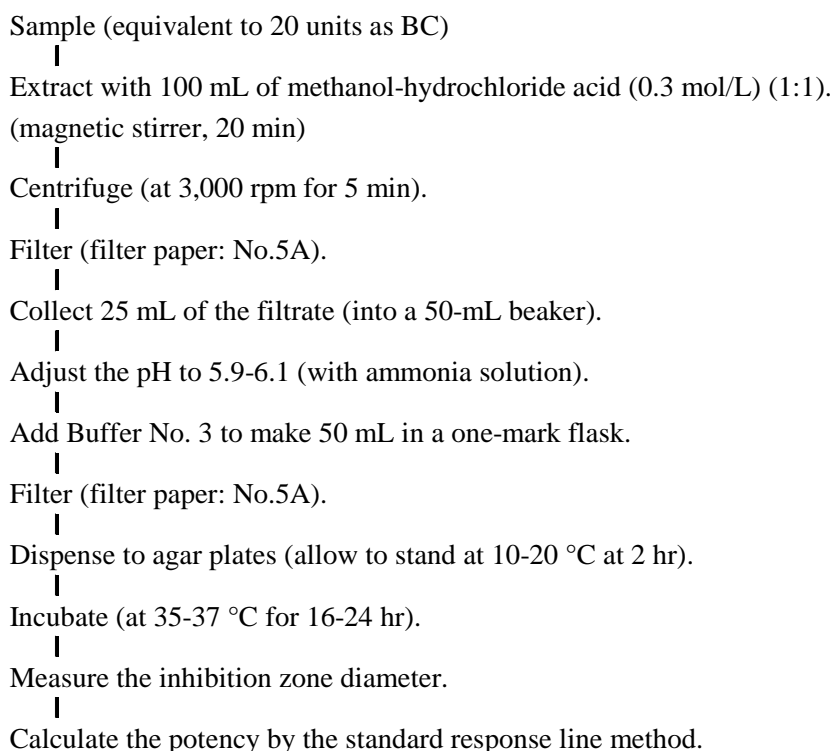 Sample (equivalent to 20 units as BC)
Extract with 100 mL of methanol-hydrochloride acid (0.3 mol/L) (1:1).
(magnetic stirrer, 20 min)
Centrifuge (at 3,000 rpm for 5 min).
Filter (filter paper: No.5A).
Collect 25 mL of the filtrate (into a 50-mL beaker).
Adjust the pH to 5.9-6.1 (with ammonia solution).
Add Buffer No. 3 to make 50 mL in a one-mark flask.
Filter (filter paper: No.5A).
Dispense to agar plates (allow to stand at 10-20 °C at 2 hr).
Incubate (at 35-37 °C for 16-24 hr).
Measure the inhibition zone diameter.
Calculate the potency by the standard response line method.